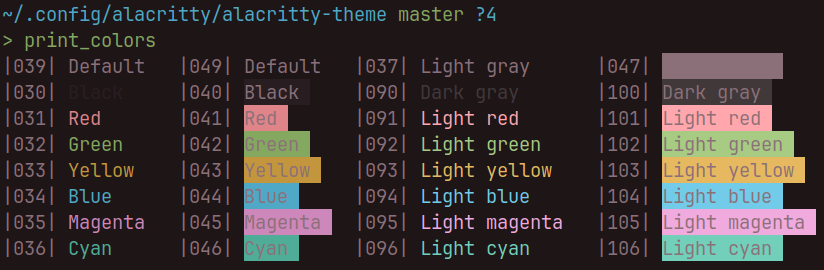 ~/.config/alacritty/alacritty-theme master ?4
> print_colors
|039| Default |049| Default |037| Light gray |047|
|030| Black |040| Black |090| Dark gray |100| Dark gray
|031| Red |041| Red |091| Light red |101| Light red
|032| Green |042| Green |092| Light green |102| Light green
|033| Yellow |043| Yellow |093| Light yellow |103| Light yellow
|034| Blue |044| Blue |094| Light blue |104| Light blue
|035| Magenta |045| Magenta |095| Light magenta |105| Light magenta
|036| Cyan |046| Cyan |096| Light cyan |106| Light cyan